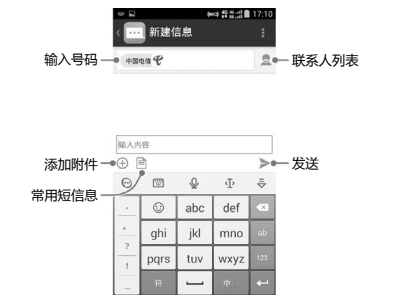 17:10
新建信息
输入号码
中国电信
联系人列表
输入内容
添加附件
发送
常用短信息
, abc def
。 ghi jkl mno ab
? pqrs tuv wxyz 123
!
… 符 中